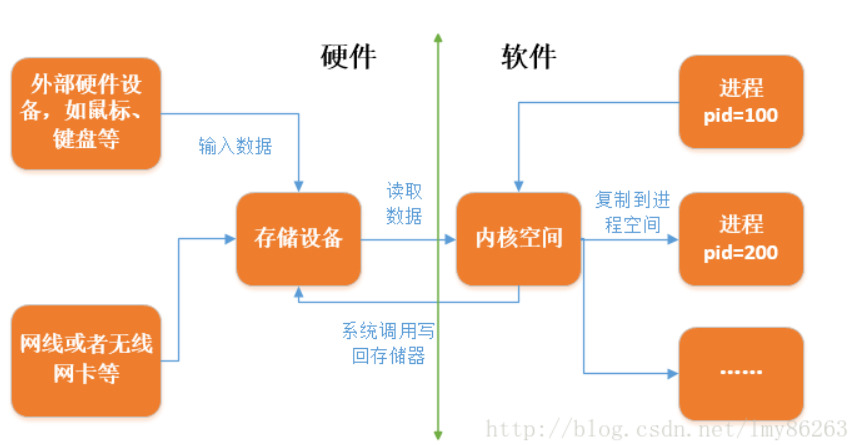 硬件
软件
外部硬件设
备，如鼠标、
键盘等
输入数据
进程
pid=100
读取
数据
复制到进
程空间
存储设备
内核空间
进程
pid=200
网线或者无线
网卡等
系统调用写
回存储器
……
http://blog.csdn.net/lmy86263